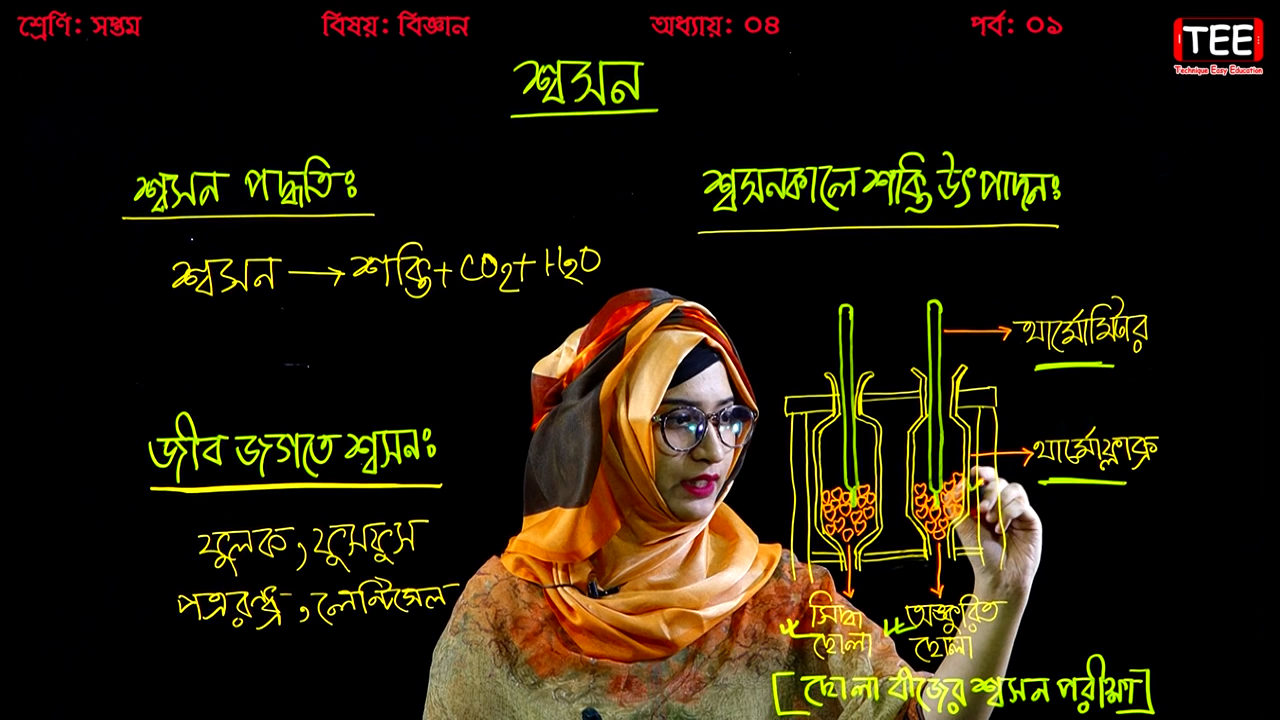 শ্রেণি: সপ্তম বিষয়: বিজ্ঞান অধ্যায়: ০৪ পর্ব: ০১
TEE
Technique Easy Education
শ্বসন
শ্বসন পদ্ধতিঃ
শ্বসন → শক্তি + CO₂ + H₂O
জীব জগতে শ্বসনঃ
ফুলক, ফুসফুস
পত্ররন্ধ্র, লেন্টিসেল
শ্বসনকালে শক্তি উৎপাদনঃ
থার্মোমিটার
থার্মোফ্লাক্স
সিদ্ধ ছোলা
অঙ্কুরিত ছোলা
[ছোলা বীজের শ্বসন পরীক্ষা]